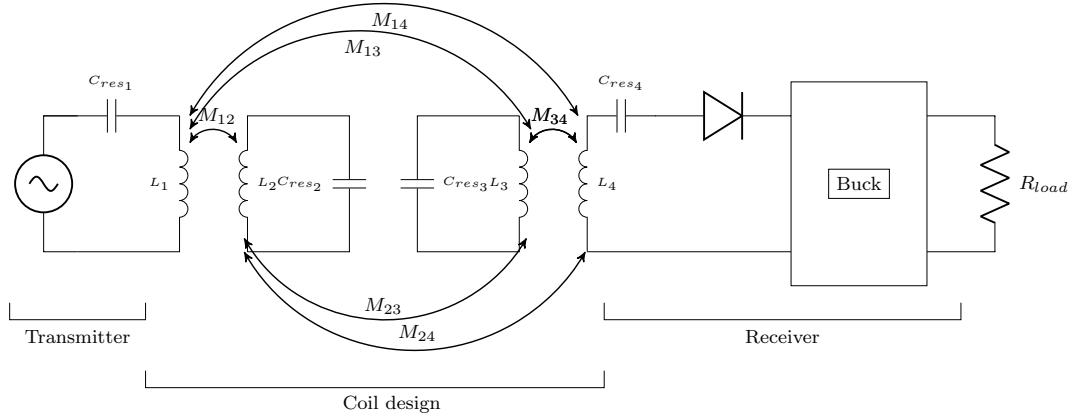 M14
M13
Cres1
Cres4
M12
M34
L1
L2Cres2
Cres3L3
L4
Buck
Rload
M23
M24
Transmitter
Receiver
Coil design